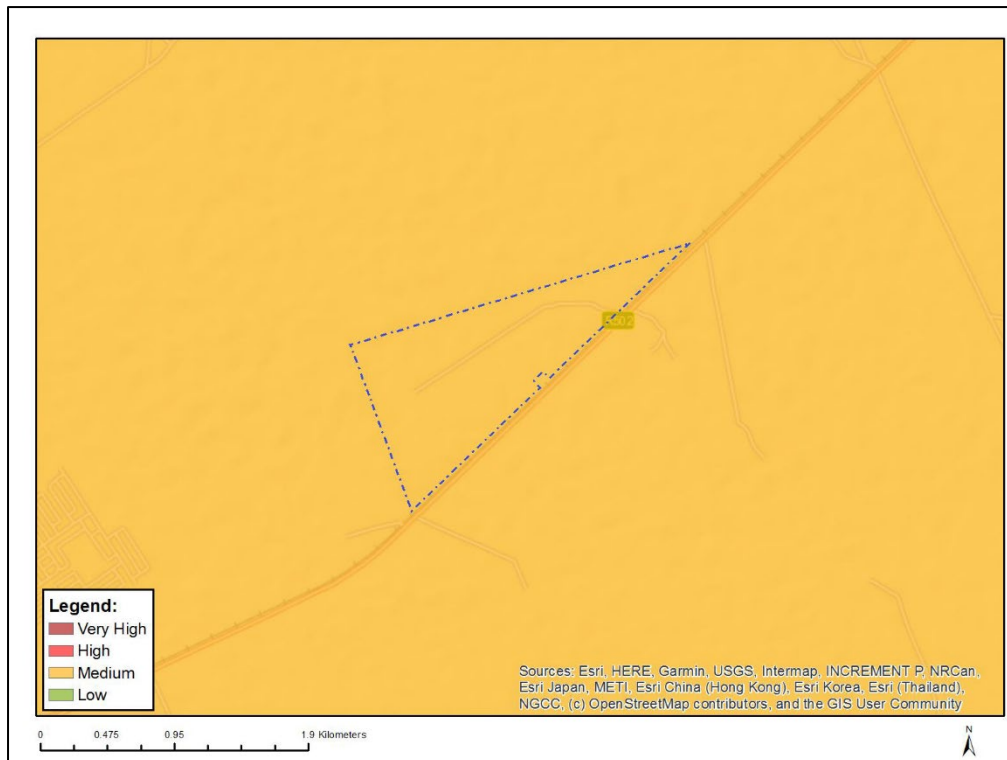 Legend:
Very High
High
Medium
Low
Sources: Esri, HERE, Garmin, USGS, Intermap, INCREMENT P, NRCan,
Esri Japan, METI, Esri China (Hong Kong), Esri Korea, Esri (Thailand),
NGCC, (c) OpenStreetMap contributors, and the GIS User Community
0 0.475 0.95 1.9 Kilometers
N